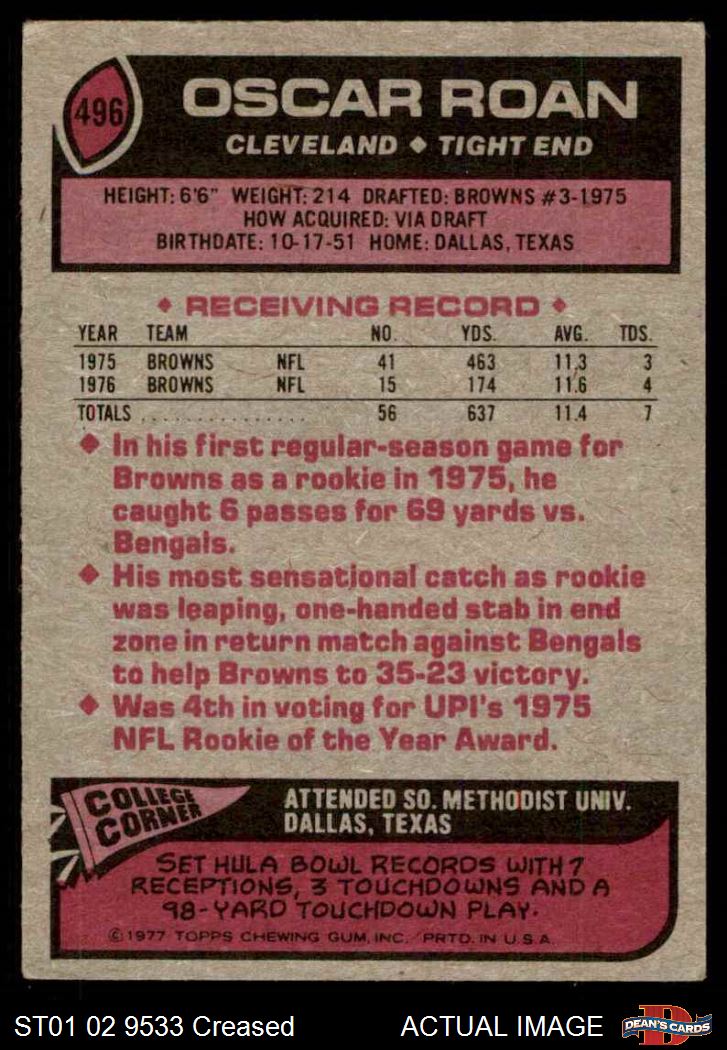 496
OSCAR ROAN
CLEVELAND ◆ TIGHT END
HEIGHT: 6'6" WEIGHT: 214 DRAFTED: BROWNS #3-1975
HOW ACQUIRED: VIA DRAFT
BIRTHDATE: 10-17-51 HOME: DALLAS, TEXAS
◆ RECEIVING RECORD ◆
YEAR TEAM NO. YDS. AVG. TDS.
1975 BROWNS NFL 41 463 11.3 3
1976 BROWNS NFL 15 174 11.6 4
TOTALS . . . . . . . . . . . . . . . 56 637 11.4 7
◆ In his first regular-season game for
Browns as a rookie in 1975, he
caught 6 passes for 69 yards vs.
Bengals.
◆ His most sensational catch as rookie
was leaping, one-handed stab in end
zone in return match against Bengals
to help Browns to 35-23 victory.
◆ Was 4th in voting for UPI's 1975
NFL Rookie of the Year Award.
COLLEGE
CORNER
ATTENDED SO. METHODIST UNIV.
DALLAS, TEXAS
SET HULA BOWL RECORDS WITH 7
RECEPTIONS, 3 TOUCHDOWNS AND A
98-YARD TOUCHDOWN PLAY.
©1977 TOPPS CHEWING GUM, INC. PRTD. IN U.S.A.
ST01 02 9533 Creased ACTUAL IMAGE
D
DEAN'S CARDS